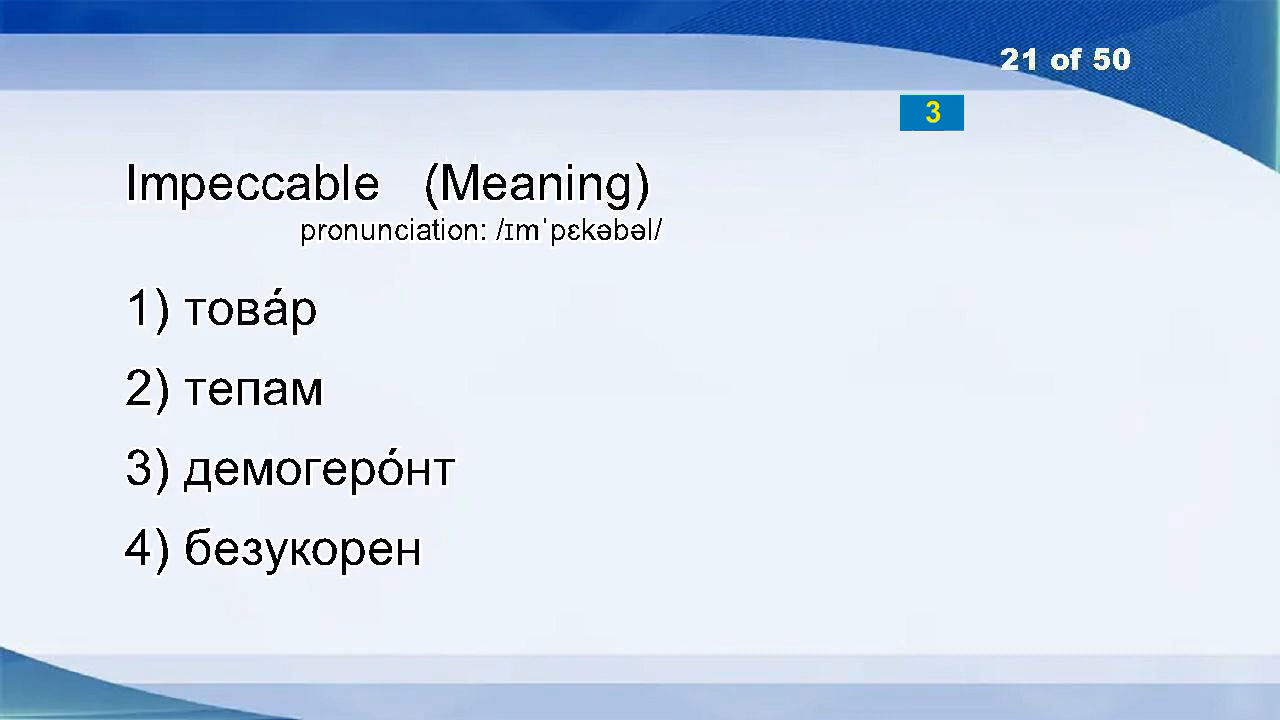 21 of 50
3
Impeccable (Meaning)
pronunciation: /ɪmˈpɛkəbəl/
1) това́р
2) тепам
3) демогеро́нт
4) безукорен